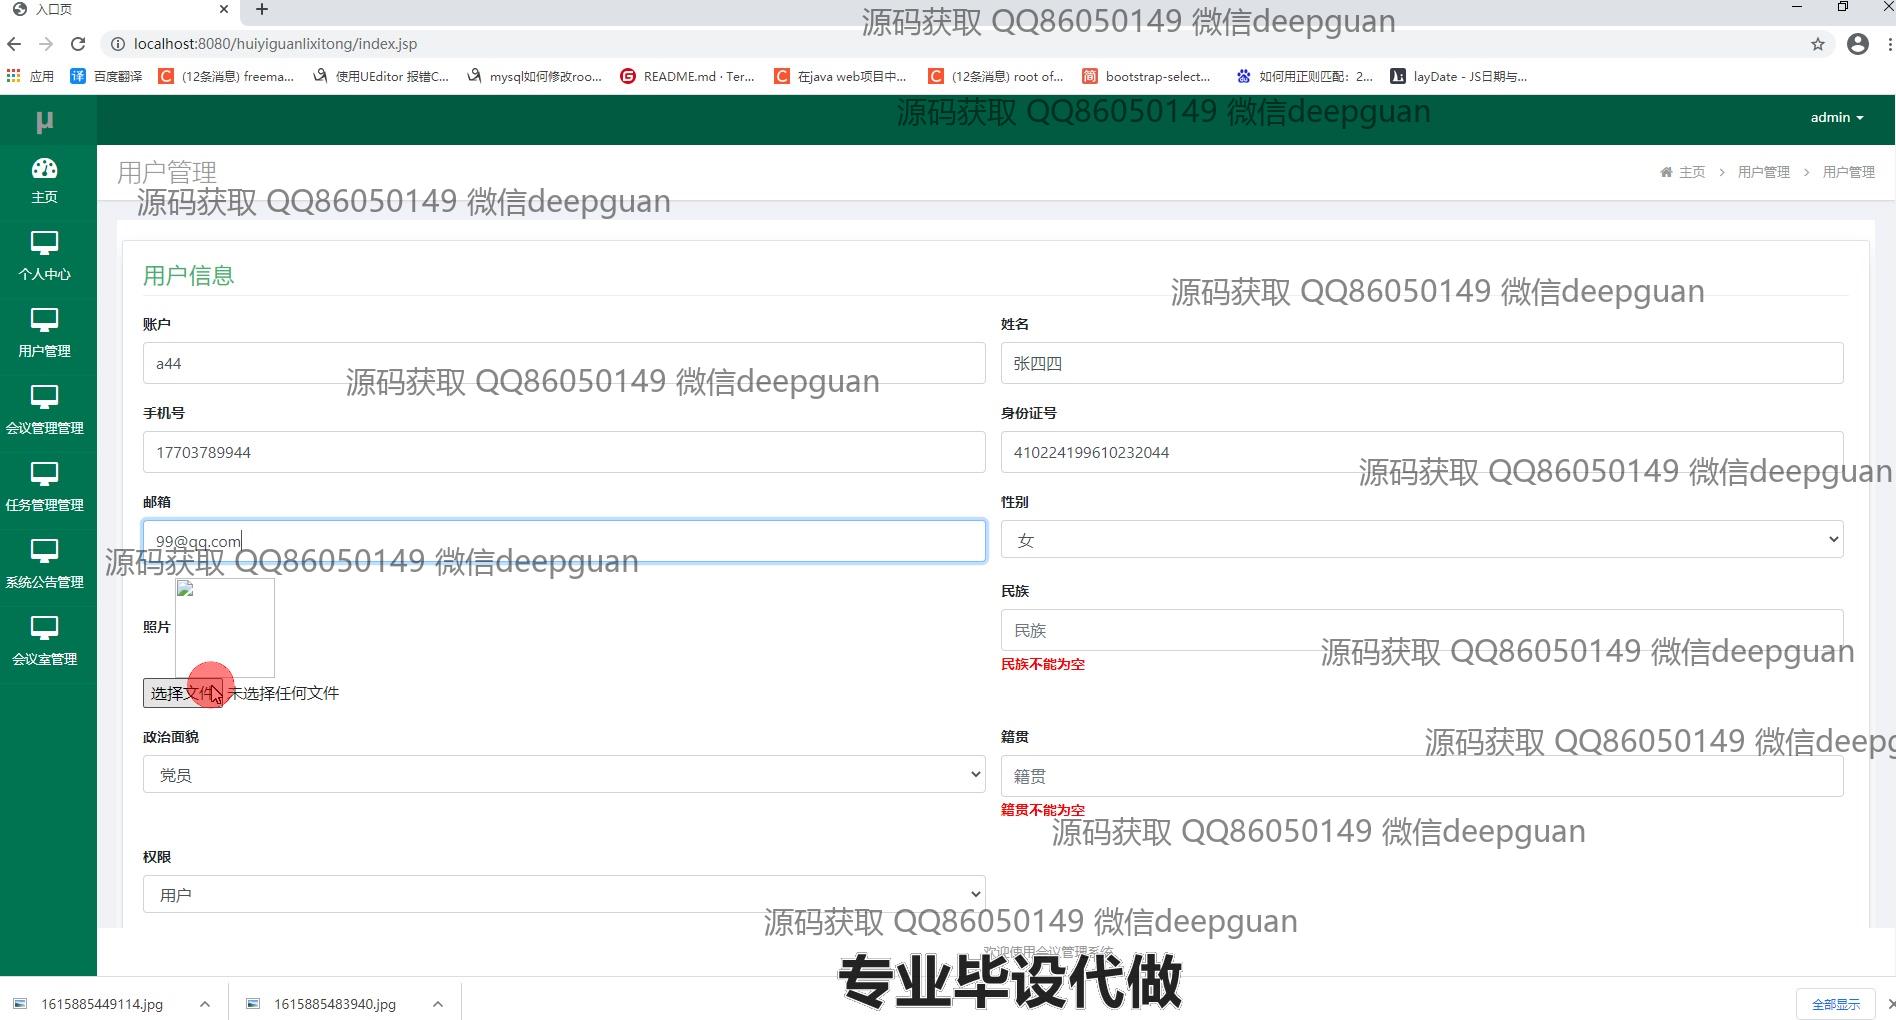 入口页
源码获取 QQ86050149 微信deepguan
localhost:8080/huiyiguanlixitong/index.jsp
应用
百度翻译
(12条消息) freema...
使用UEditor 报错C...
mysql如何修改roo...
README.md · Ter...
在java web项目中...
(12条消息) root of...
bootstrap-select...
如何用正则匹配：2...
layDate - JS日期与...
μ
源码获取 QQ86050149 微信deepguan
admin
用户管理
主页 > 用户管理 > 用户管理
源码获取 QQ86050149 微信deepguan
主页
个人中心
用户管理
会议管理管理
任务管理管理
系统公告管理
会议室管理
用户信息
源码获取 QQ86050149 微信deepguan
账户
姓名
a44
张四四
源码获取 QQ86050149 微信deepguan
手机号
身份证号
17703789944
410224199610232044
源码获取 QQ86050149 微信deepguan
邮箱
性别
99@qq.com
女
源码获取 QQ86050149 微信deepguan
照片
民族
民族
源码获取 QQ86050149 微信deepguan
民族不能为空
选择文件 未选择任何文件
政治面貌
籍贯
源码获取 QQ86050149 微信deepg
党员
籍贯
籍贯不能为空
源码获取 QQ86050149 微信deepguan
权限
用户
源码获取 QQ86050149 微信deepguan
欢迎使用会议管理系统
专业毕设代做
1615885449114.jpg
1615885483940.jpg
全部显示